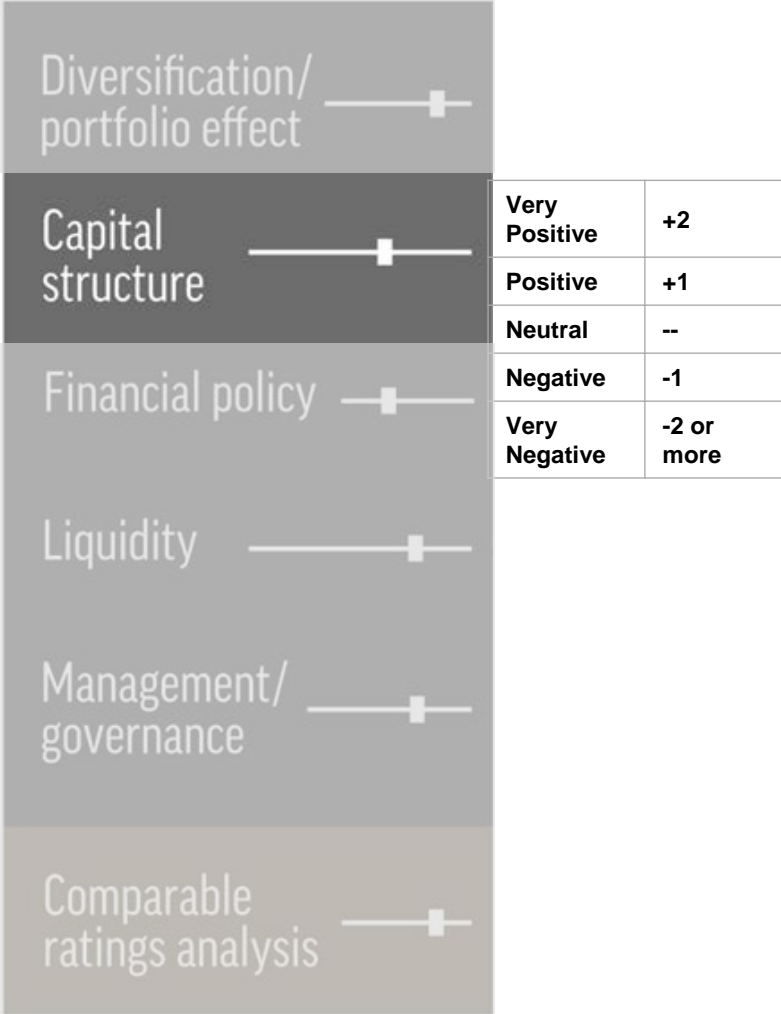 Diversification/
portfolio effect
Capital
structure
Very
Positive
+2
Positive
+1
Neutral
--
Negative
-1
Very
Negative
-2 or
more
Financial policy
Liquidity
Management/
governance
Comparable
ratings analysis